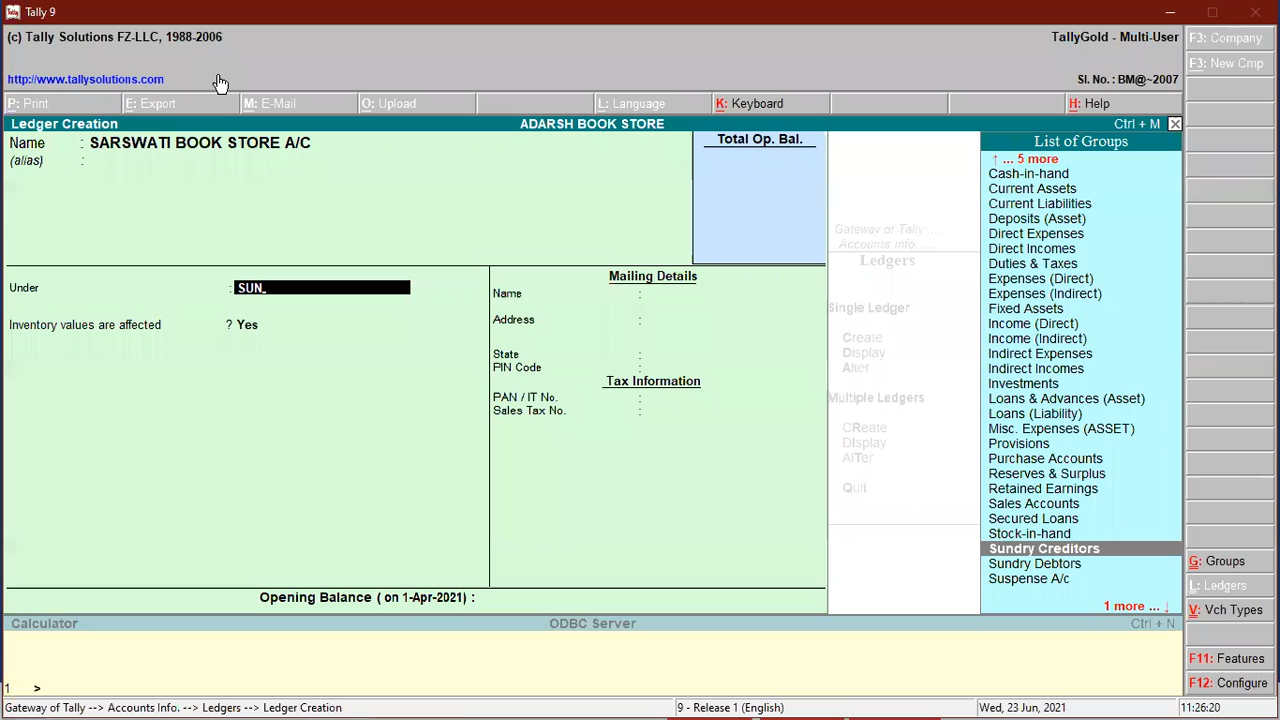 Tally 9
(c) Tally Solutions FZ-LLC, 1988-2006
TallyGold - Multi-User
http://www.tallysolutions.com
Sl. No. : BM@~2007
P: Print
E: Export
M: E-Mail
O: Upload
L: Language
K: Keyboard
H: Help
Ledger Creation
ADARSH BOOK STORE
Ctrl + M
Name : SARSWATI BOOK STORE A/C
(alias) :
Total Op. Bal.
Under : SUN_
Inventory values are affected ? Yes
Mailing Details
Name :
Address :
State :
PIN Code :
Tax Information
PAN / IT No. :
Sales Tax No. :
Opening Balance ( on 1-Apr-2021) :
Gateway of Tally ....
Accounts Info. ....
Ledgers
Single Ledger
Create
Display
Alter
Multiple Ledgers
CReate
DIsplay
AlTer
Quit
List of Groups
↑ ... 5 more
Cash-in-hand
Current Assets
Current Liabilities
Deposits (Asset)
Direct Expenses
Direct Incomes
Duties & Taxes
Expenses (Direct)
Expenses (Indirect)
Fixed Assets
Income (Direct)
Income (Indirect)
Indirect Expenses
Indirect Incomes
Investments
Loans & Advances (Asset)
Loans (Liability)
Misc. Expenses (ASSET)
Provisions
Purchase Accounts
Reserves & Surplus
Retained Earnings
Sales Accounts
Secured Loans
Stock-in-hand
Sundry Creditors
Sundry Debtors
Suspense A/c
1 more ... ↓
F3: Company
F3: New Cmp
G: Groups
L: Ledgers
V: Vch Types
F11: Features
F12: Configure
Calculator
ODBC Server
Ctrl + N
1 >
Gateway of Tally --> Accounts Info. --> Ledgers --> Ledger Creation
9 - Release 1 (English)
Wed, 23 Jun, 2021
11:26:20